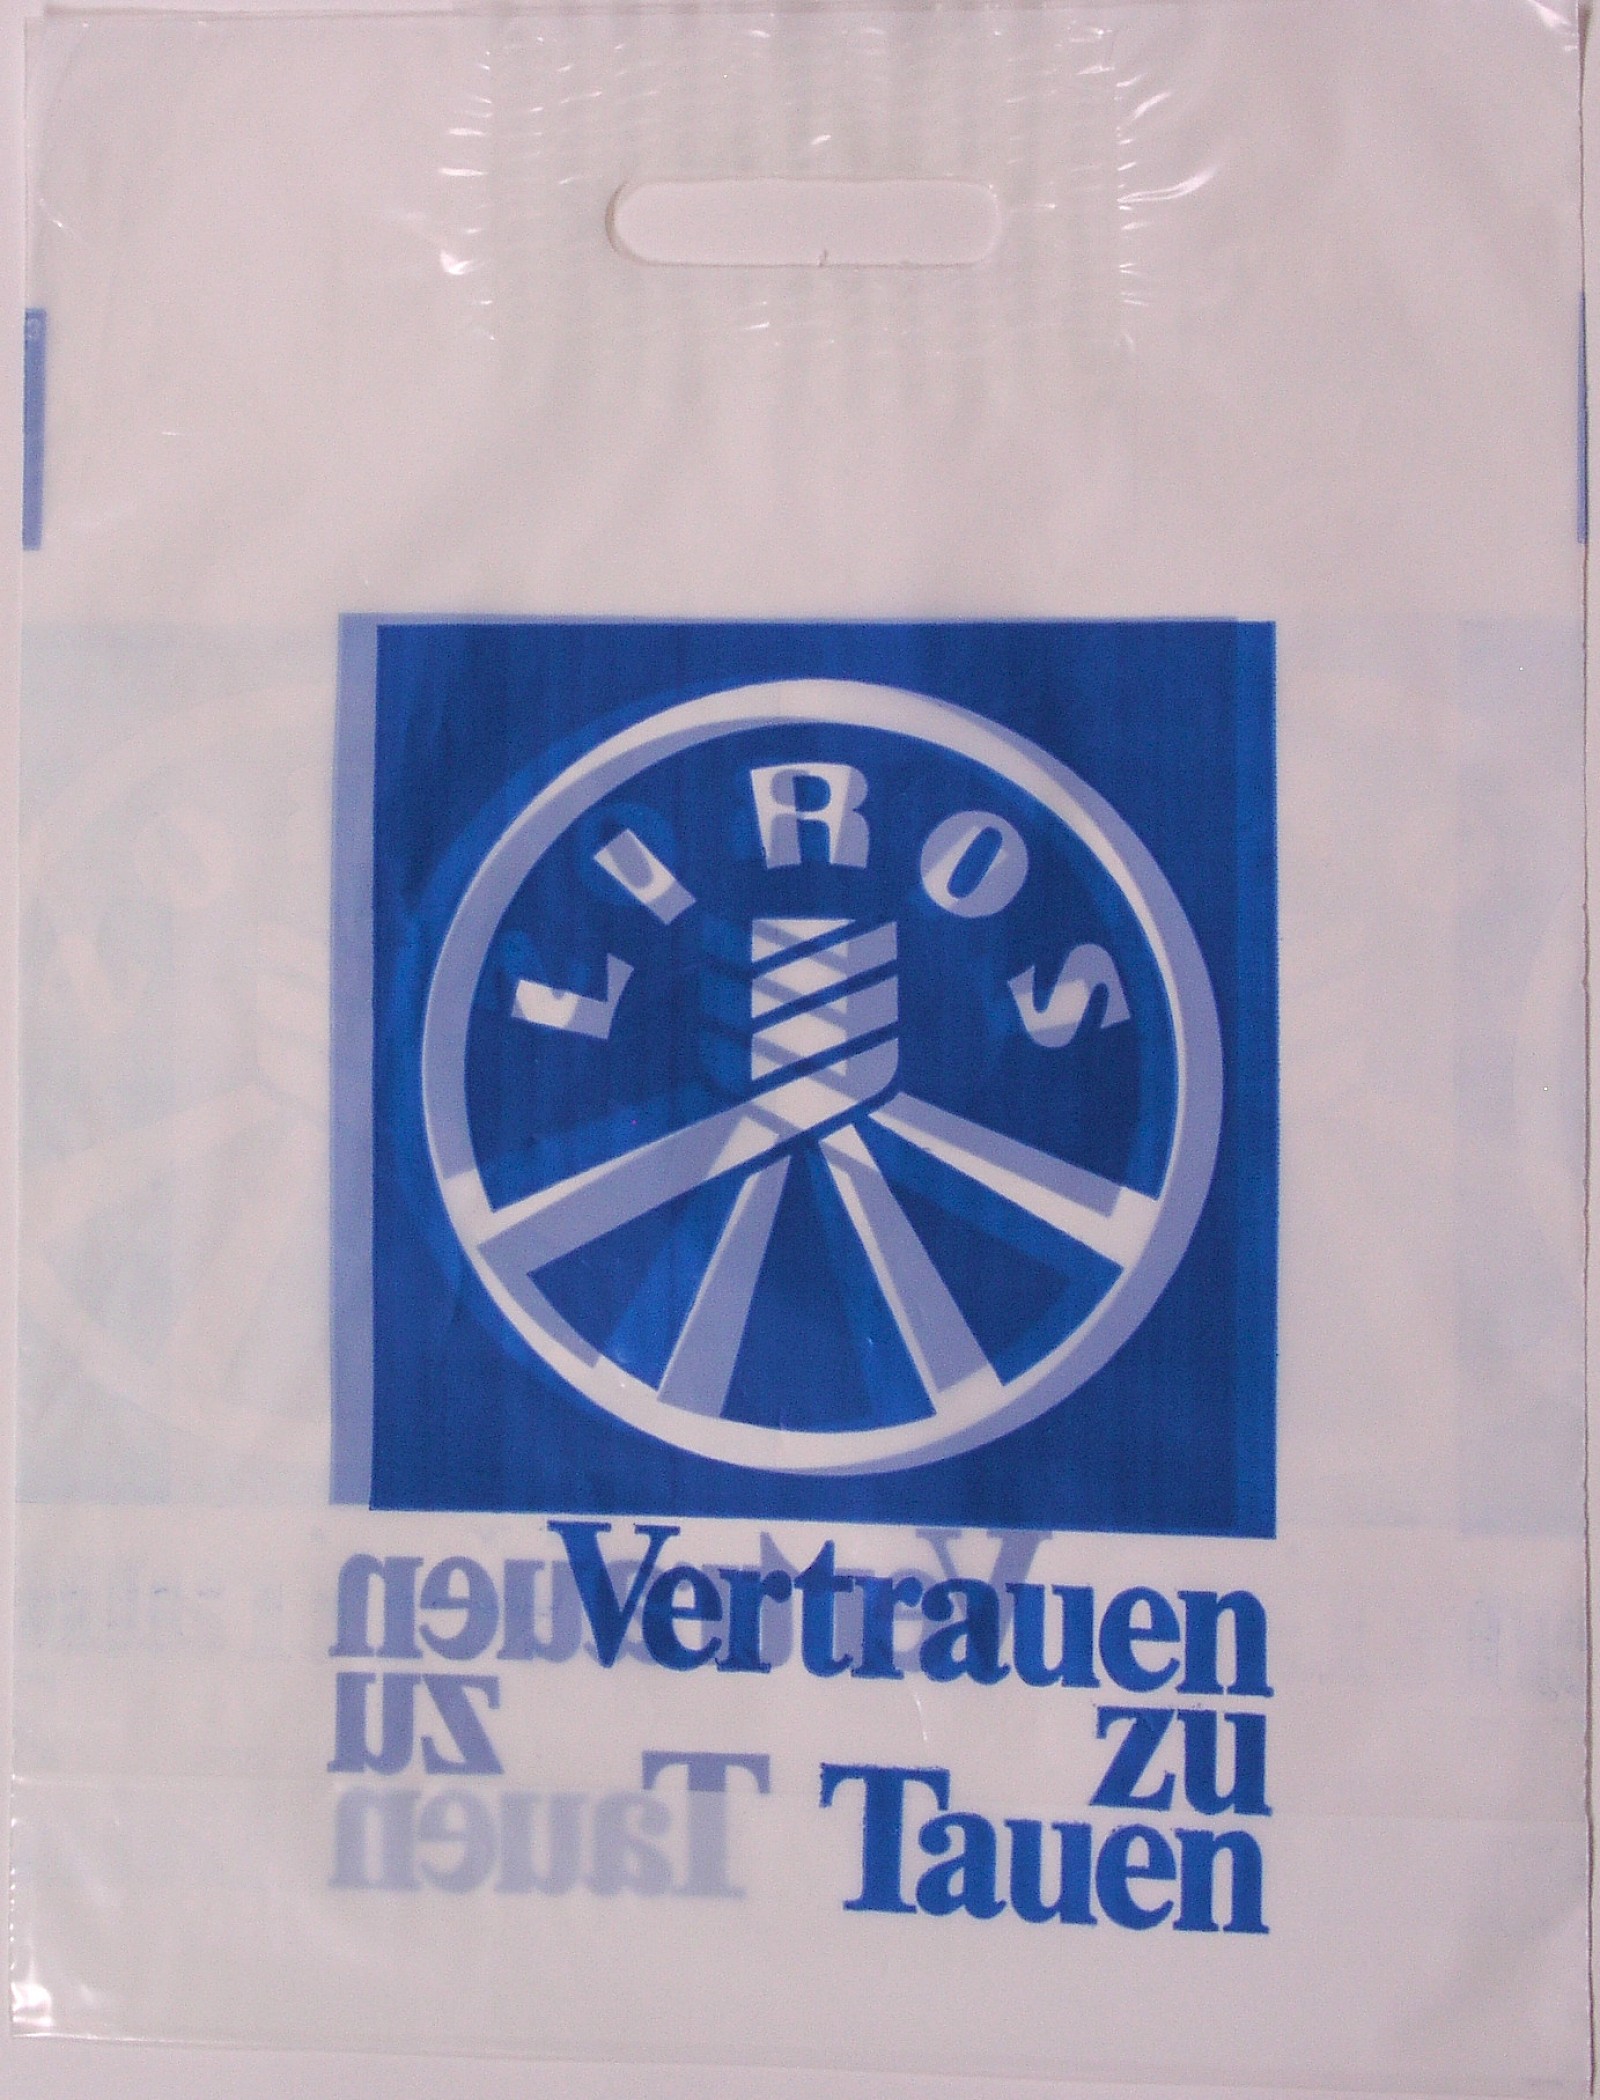 LIROS
Vertrauen
zu
Tauen